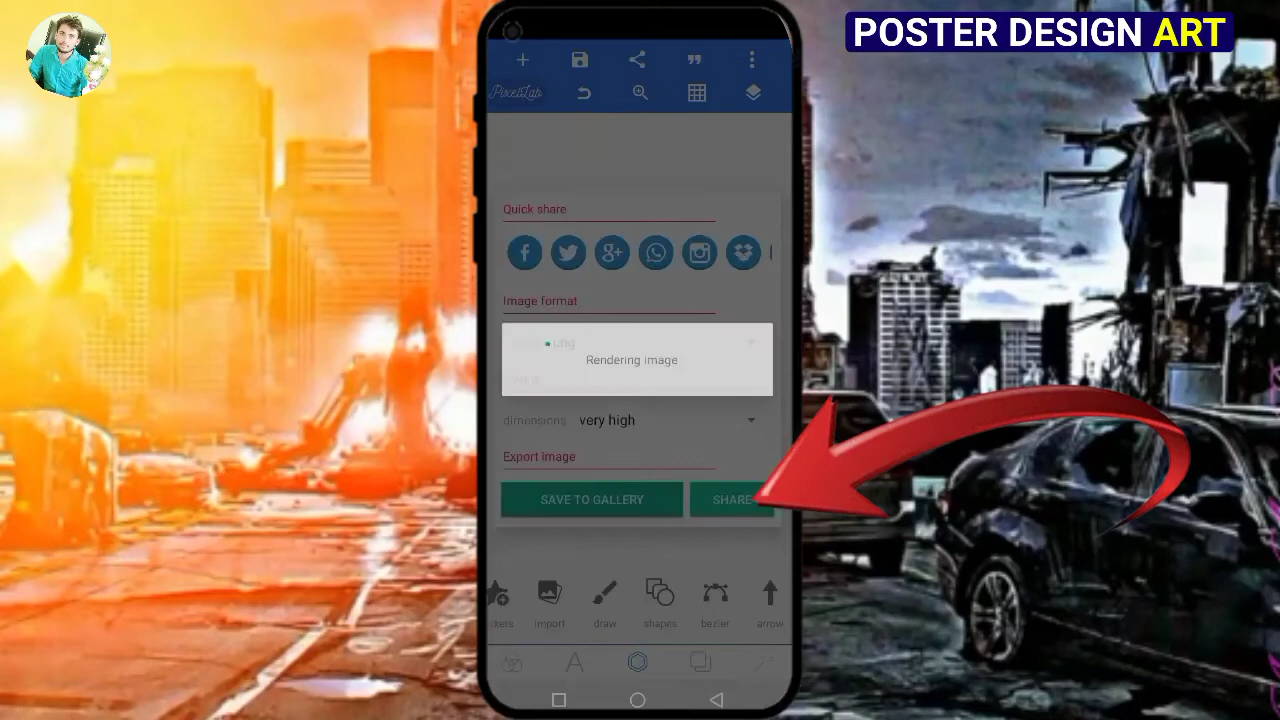 POSTER DESIGN ART
PixelLab
Quick share
Image format
Rendering image
dimensions very high
Export image
SAVE TO GALLERY SHARE
import draw shapes bezier arrow